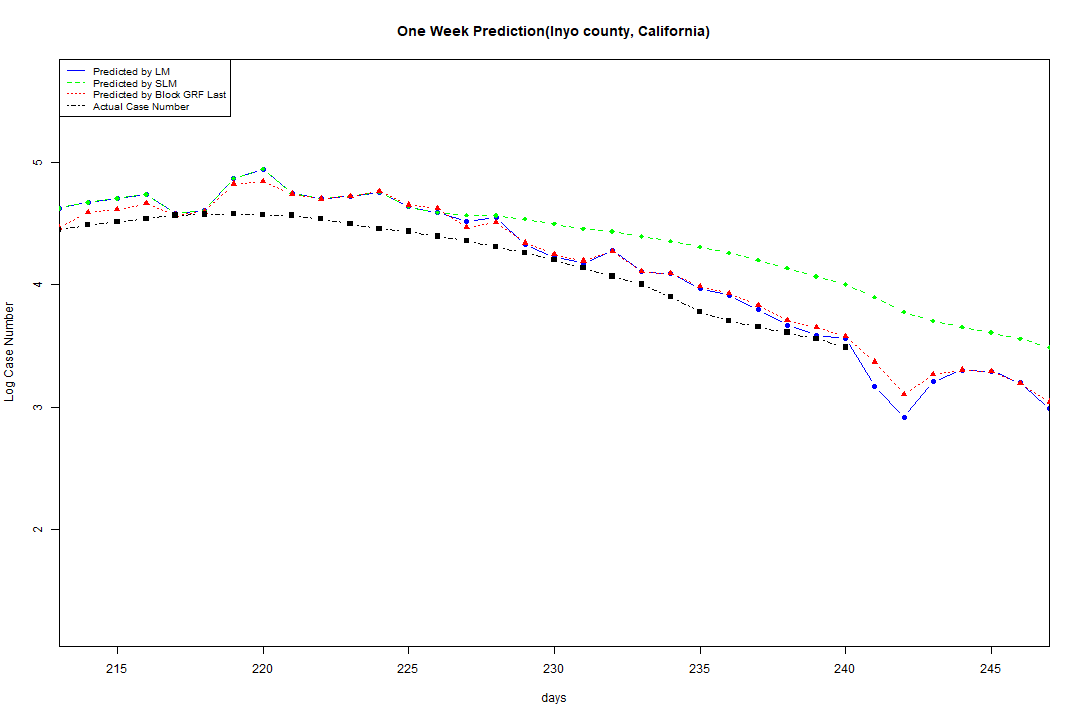 One Week Prediction(Inyo county, California)
Predicted by LM
Predicted by SLM
Predicted by Block GRF Last
Actual Case Number
5
4
3
2
Log Case Number
215 220 225 230 235 240 245
days